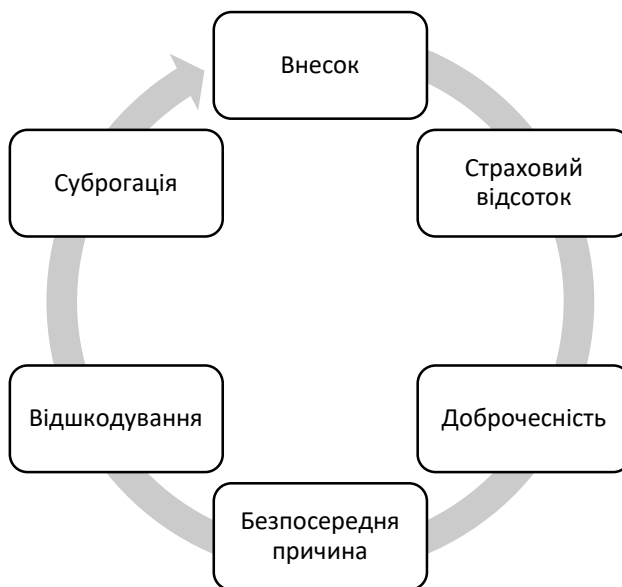 Внесок
Страховий
відсоток
Доброчесність
Безпосередня
причина
Відшкодування
Суброгація